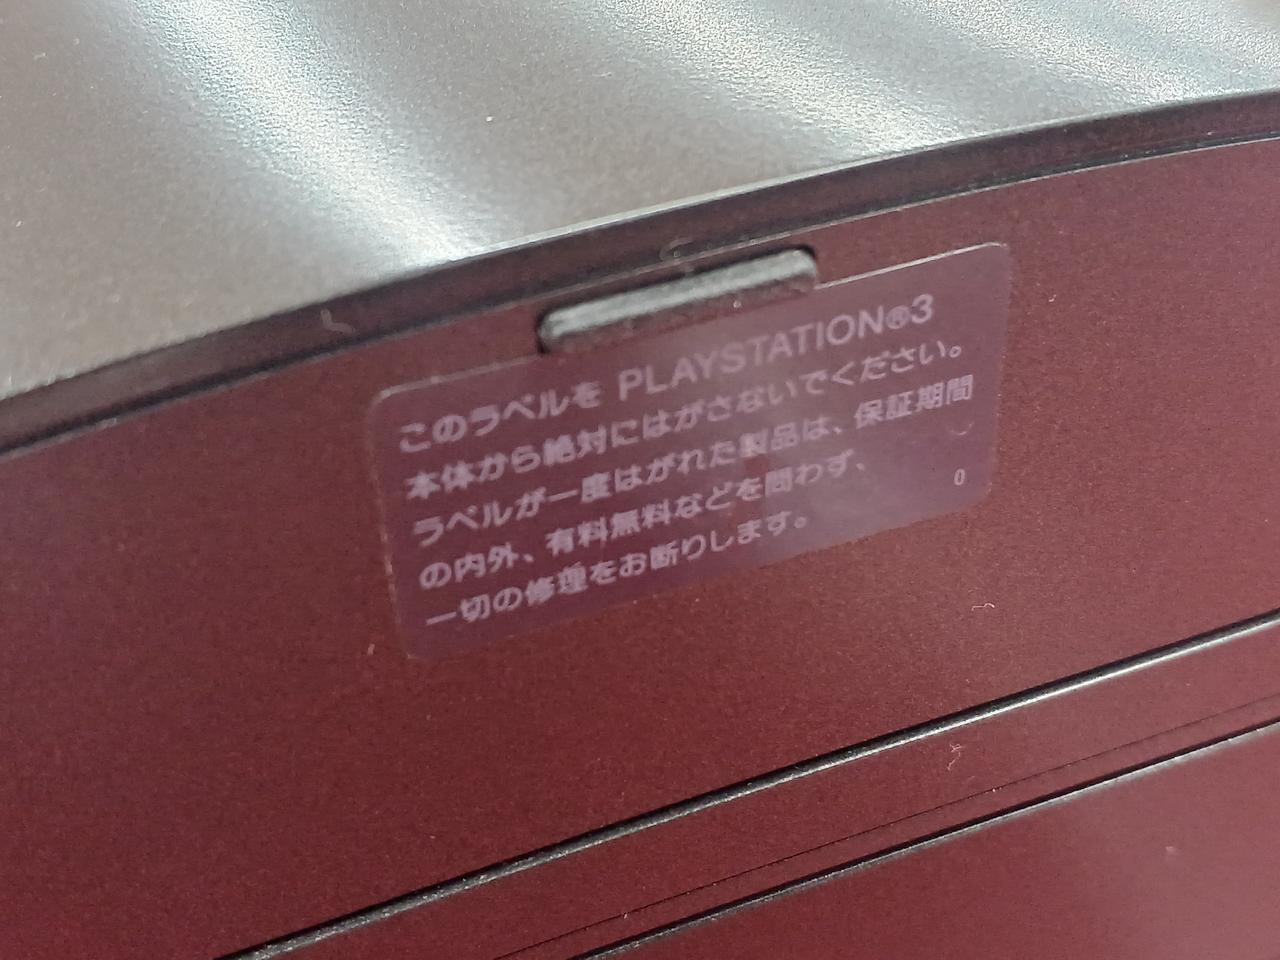 このラベルを PLAYSTATION®3
本体から絶対にはがさないでください。
ラベルが一度はがれた製品は、保証期間
の内外、有料無料などを問わず、
一切の修理をお断りします。
0